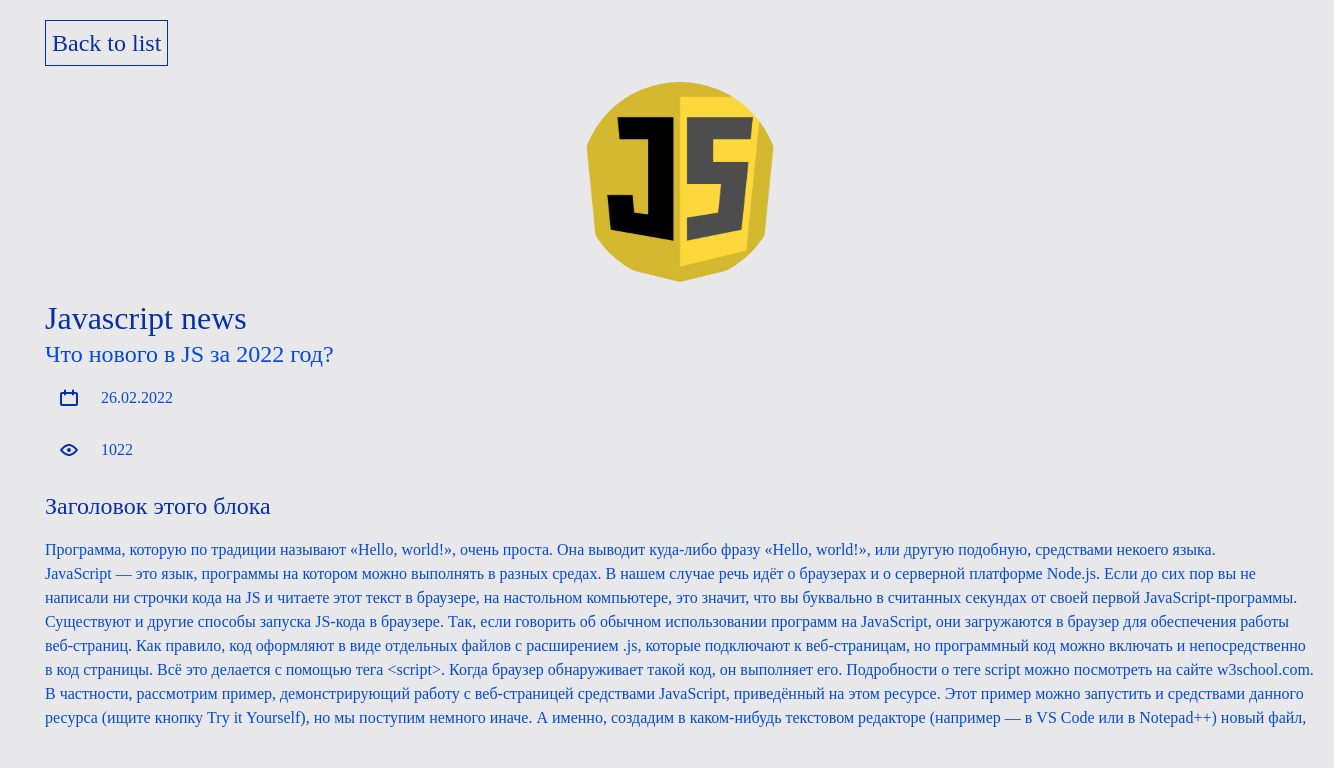 Back to list
JS
Javascript news
Что нового в JS за 2022 год?
26.02.2022
1022
Заголовок этого блока
Программа, которую по традиции называют «Hello, world!», очень проста. Она выводит куда-либо фразу «Hello, world!», или другую подобную, средствами некоего языка.
JavaScript — это язык, программы на котором можно выполнять в разных средах. В нашем случае речь идёт о браузерах и о серверной платформе Node.js. Если до сих пор вы не
написали ни строчки кода на JS и читаете этот текст в браузере, на настольном компьютере, это значит, что вы буквально в считанных секундах от своей первой JavaScript-программы.
Существуют и другие способы запуска JS-кода в браузере. Так, если говорить об обычном использовании программ на JavaScript, они загружаются в браузер для обеспечения работы
веб-страниц. Как правило, код оформляют в виде отдельных файлов с расширением .js, которые подключают к веб-страницам, но программный код можно включать и непосредственно
в код страницы. Всё это делается с помощью тега <script>. Когда браузер обнаруживает такой код, он выполняет его. Подробности о теге script можно посмотреть на сайте w3school.com.
В частности, рассмотрим пример, демонстрирующий работу с веб-страницей средствами JavaScript, приведённый на этом ресурсе. Этот пример можно запустить и средствами данного
ресурса (ищите кнопку Try it Yourself), но мы поступим немного иначе. А именно, создадим в каком-нибудь текстовом редакторе (например — в VS Code или в Notepad++) новый файл,